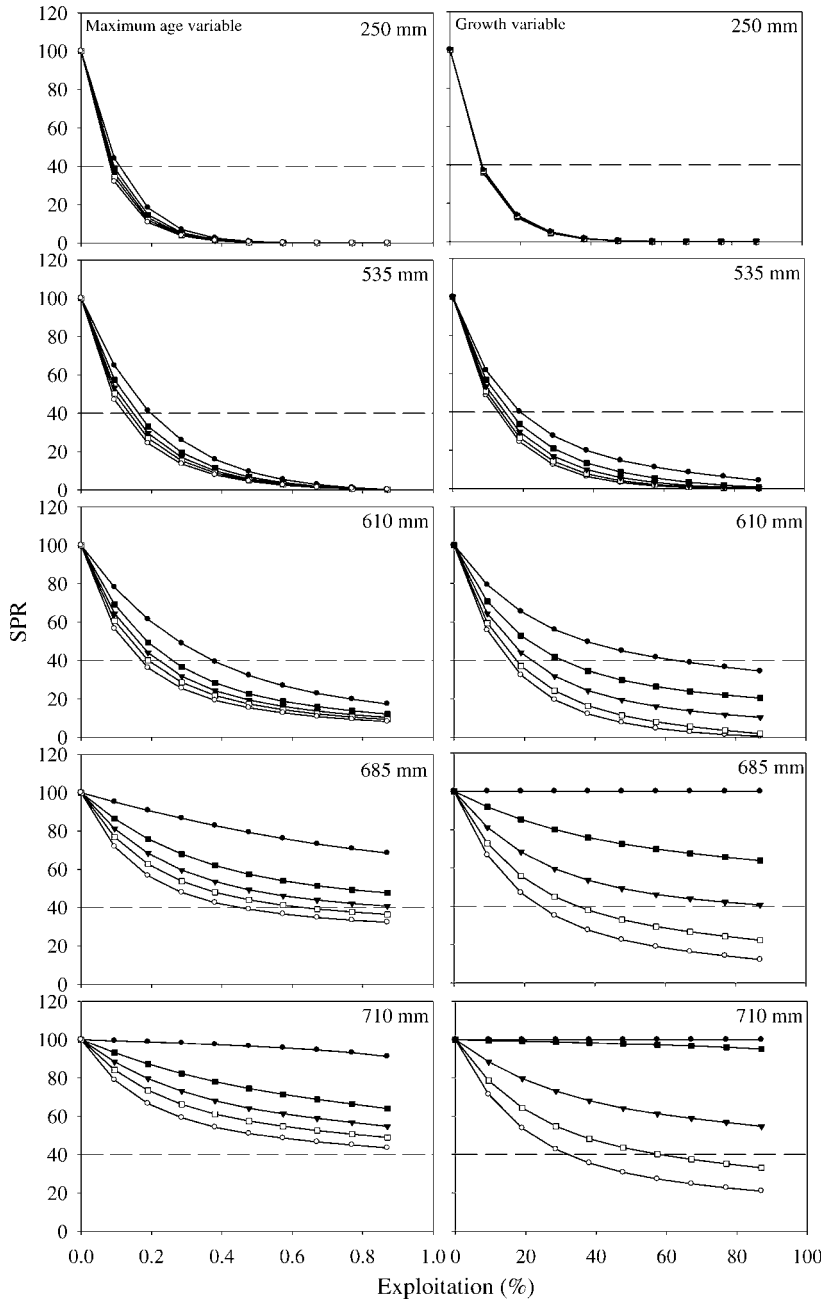 Maximum age variable
250 mm
Growth variable
250 mm
120
100
80
60
40
20
0
535 mm
535 mm
120
100
80
60
40
20
0
610 mm
610 mm
120
100
80
60
40
20
0
SPR
685 mm
685 mm
120
100
80
60
40
20
0
710 mm
710 mm
120
100
80
60
40
20
0
0.0 0.2 0.4 0.6 0.8 1.0
0 20 40 60 80 100
Exploitation (%)